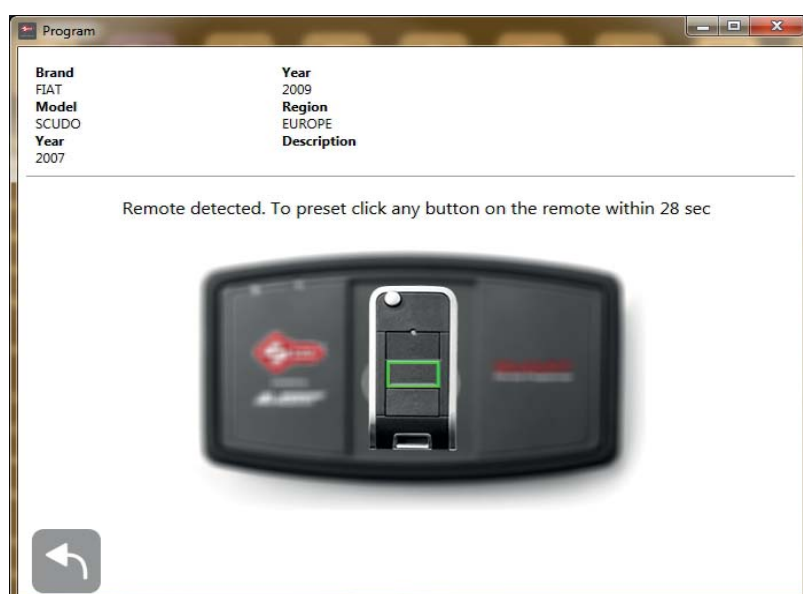 Program
Brand
FIAT
Model
SCUDO
Year
2007
Year
2009
Region
EUROPE
Description
Remote detected. To preset click any button on the remote within 28 sec